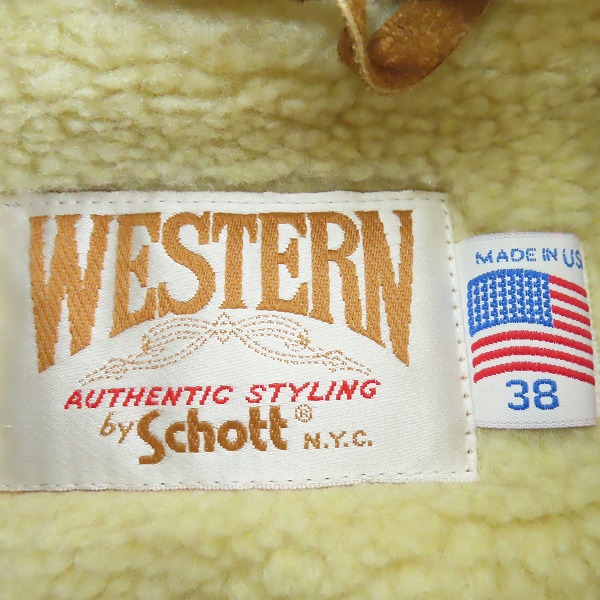 WESTERN
AUTHENTIC STYLING
by Schott® N.Y.C.
MADE IN US
38